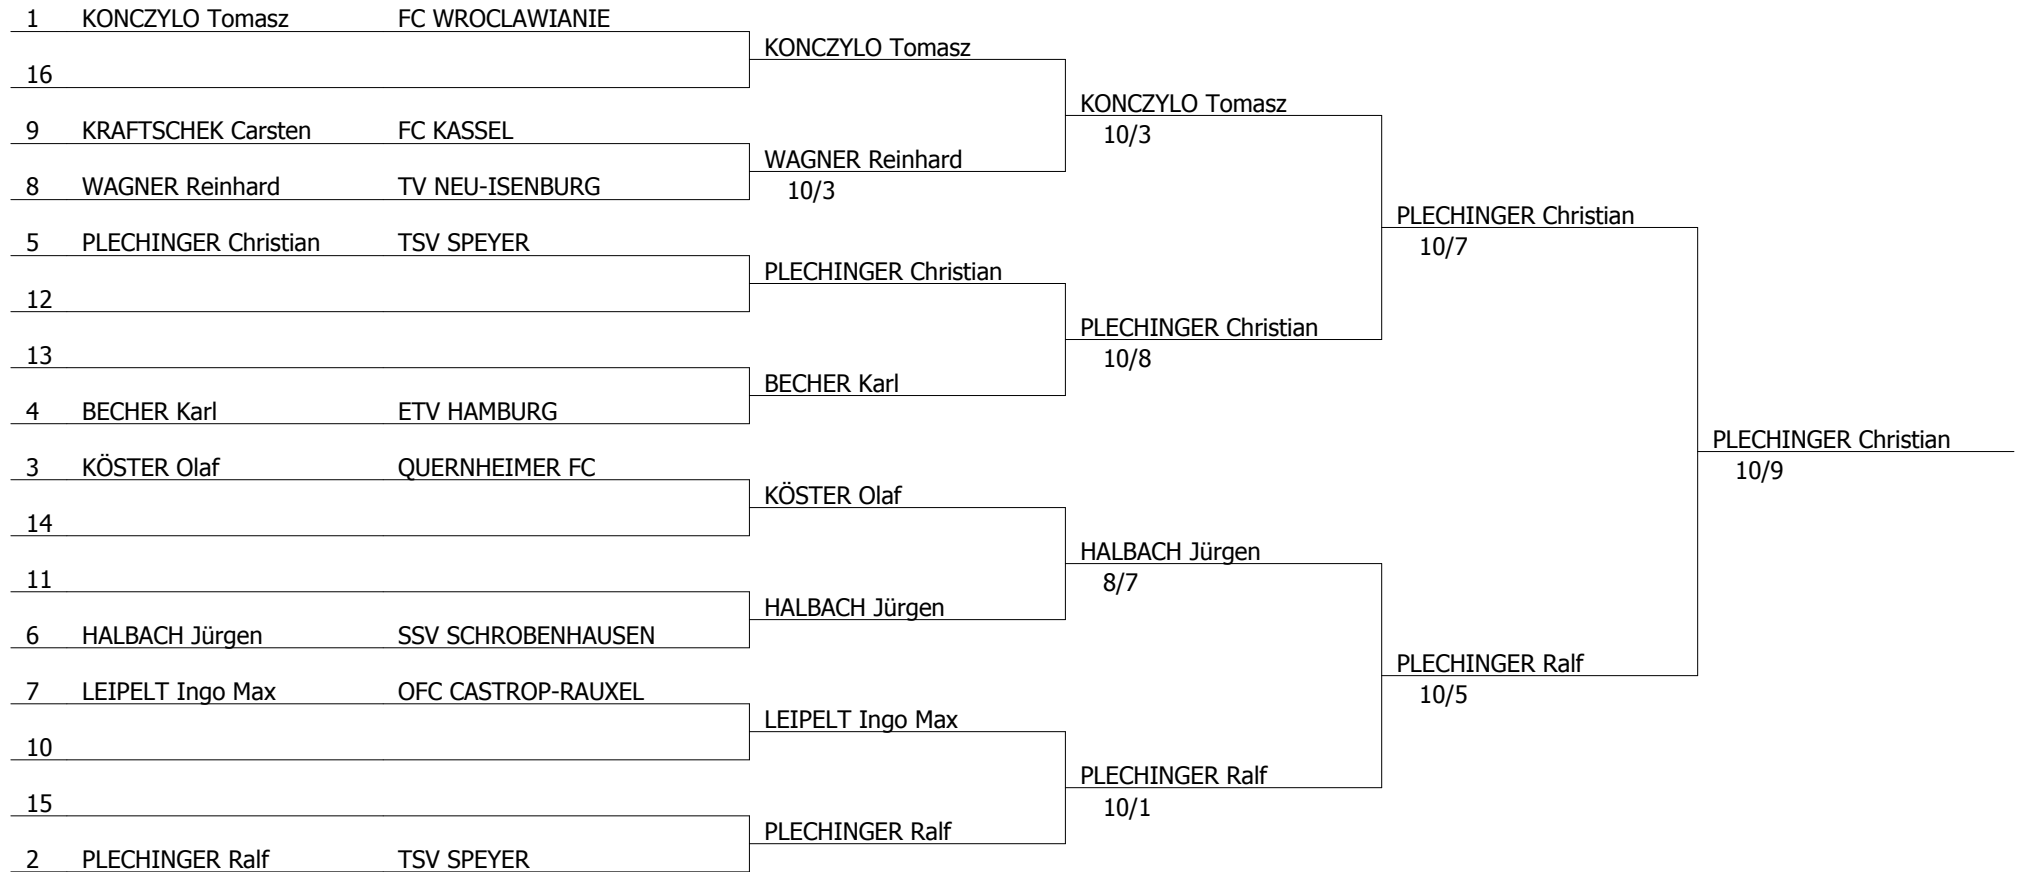 1 KONCZYLO Tomasz FC WROCLAWIANIE
KONCZYLO Tomasz
16
KONCZYLO Tomasz
9 KRAFTSCHEK Carsten FC KASSEL
10/3
WAGNER Reinhard
8 WAGNER Reinhard TV NEU-ISENBURG
10/3
PLECHINGER Christian
5 PLECHINGER Christian TSV SPEYER
10/7
PLECHINGER Christian
12
PLECHINGER Christian
13
10/8
BECHER Karl
4 BECHER Karl ETV HAMBURG
PLECHINGER Christian
3 KÖSTER Olaf QUERNHEIMER FC
10/9
KÖSTER Olaf
14
HALBACH Jürgen
11
8/7
HALBACH Jürgen
6 HALBACH Jürgen SSV SCHROBENHAUSEN
PLECHINGER Ralf
7 LEIPELT Ingo Max OFC CASTROP-RAUXEL
10/5
LEIPELT Ingo Max
10
PLECHINGER Ralf
15
10/1
PLECHINGER Ralf
2 PLECHINGER Ralf TSV SPEYER